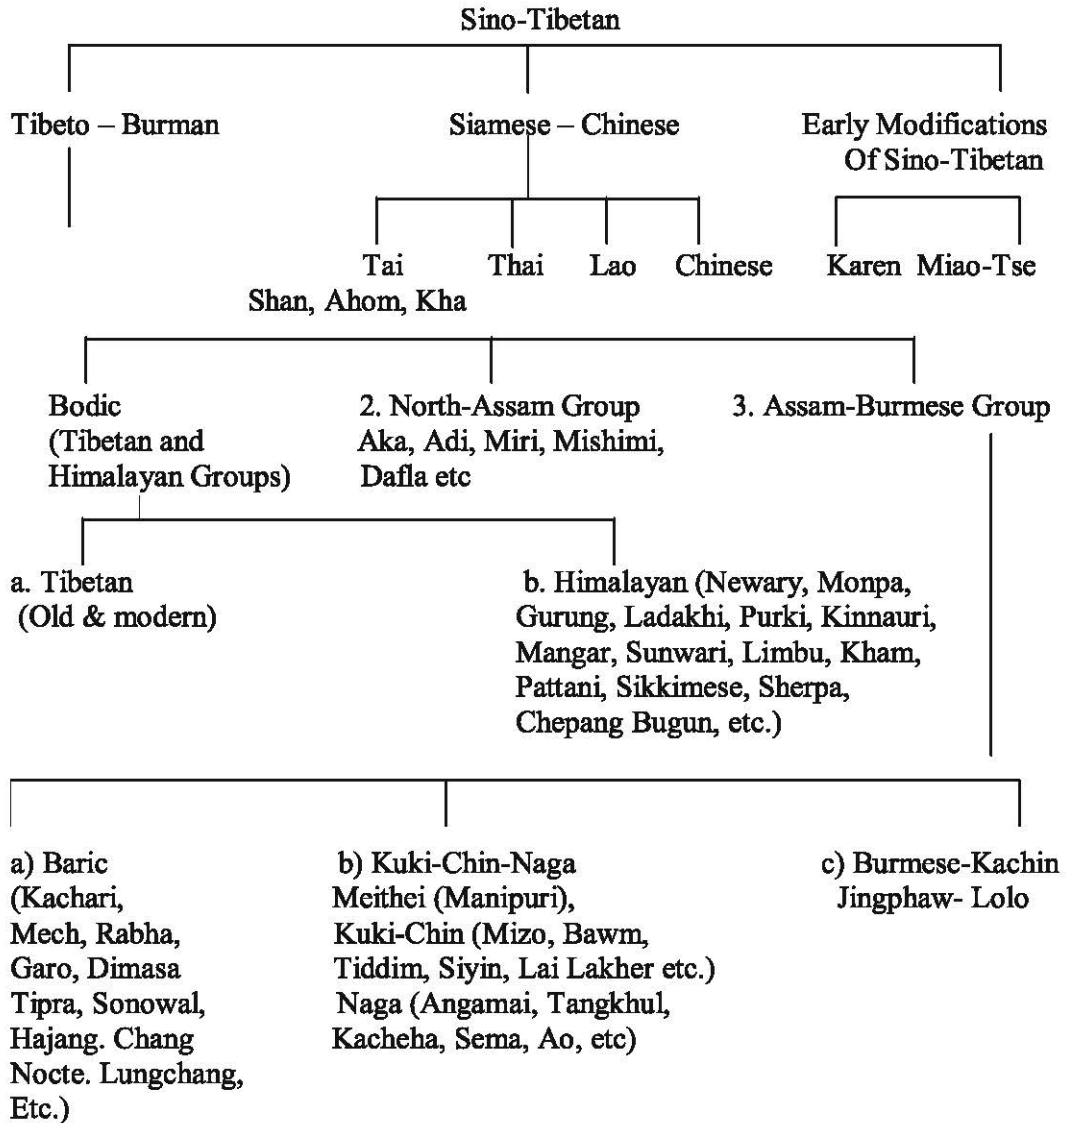 Sino-Tibetan
Tibeto – Burman
Siamese – Chinese
Early Modifications
Of Sino-Tibetan
Tai
Thai
Lao
Chinese
Karen
Miao-Tse
Shan, Ahom, Kha
Bodic
(Tibetan and
Himalayan Groups)
2. North-Assam Group
Aka, Adi, Miri, Mishimi,
Dafla etc
3. Assam-Burmese Group
a. Tibetan
(Old & modern)
b. Himalayan (Newary, Monpa,
Gurung, Ladakhi, Purki, Kinnauri,
Mangar, Sunwari, Limbu, Kham,
Pattani, Sikkimese, Sherpa,
Chepang Bugun, etc.)
a) Baric
(Kachari,
Mech, Rabha,
Garo, Dimasa
Tipra, Sonowal,
Hajang. Chang
Nocte. Lungchang,
Etc.)
b) Kuki-Chin-Naga
Meithei (Manipuri),
Kuki-Chin (Mizo, Bawm,
Tiddim, Siyin, Lai Lakher etc.)
Naga (Angamai, Tangkhul,
Kacheha, Sema, Ao, etc)
c) Burmese-Kachin
Jingphaw- Lolo